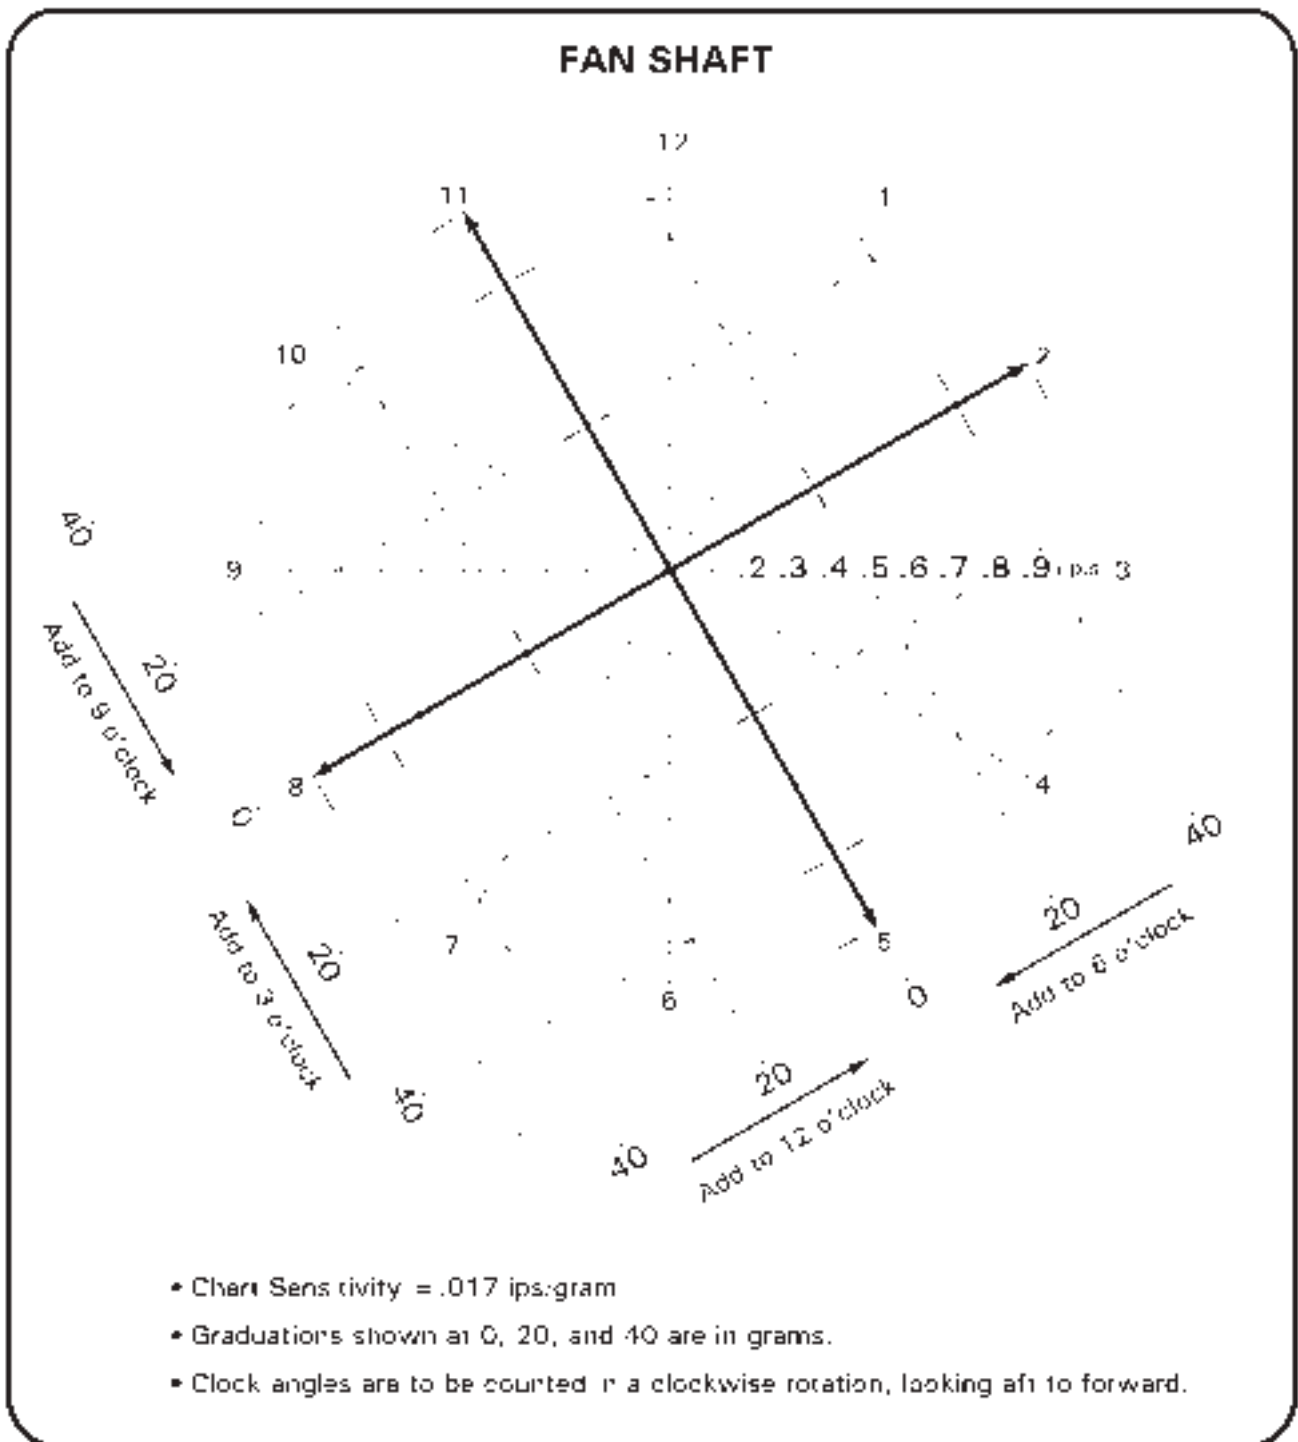 FAN SHAFT
12
11
1
10
2
40
9
.2 .3 .4 .5 .6 .7 .8 .9 i.p.s 3
20
Add to 9 o'clock
8
4
0
40
20
Add to 6 o'clock
7
5
20
Add to 3 o'clock
6
0
40
20
Add to 12 o'clock
40
• Chart Sensitivity = .017 ips/gram
• Graduations shown at 0, 20, and 40 are in grams.
• Clock angles are to be counted in a clockwise rotation, looking aft to forward.